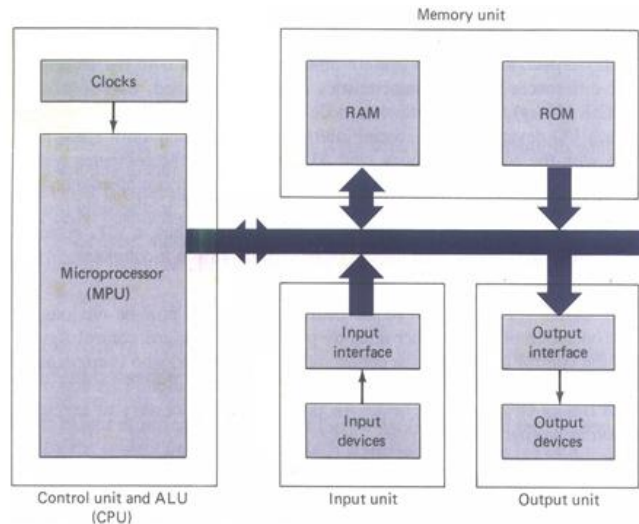 Memory unit
Clocks
RAM
ROM
Microprocessor
(MPU)
Input
interface
Output
interface
Input
devices
Output
devices
Control unit and ALU
(CPU)
Input unit
Output unit